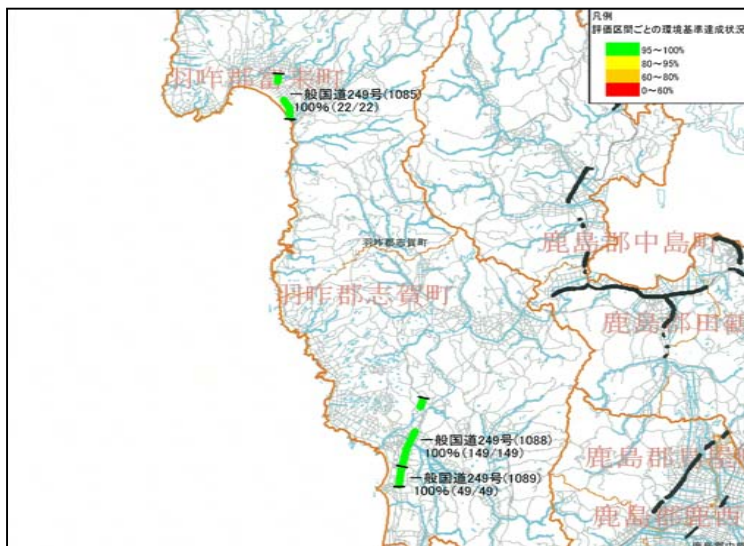 凡例
評価区間ごとの環境基準達成状況
95～100%
80～95%
60～80%
0～60%
羽咋郡富来町
一般国道249号(1085)
100%(22/22)
羽咋郡志賀町
鹿島郡中島町
羽咋郡志賀町
鹿島郡田鶴
一般国道249号(1088)
100%(149/149)
一般国道249号(1089)
100%(49/49)
鹿島郡鹿西